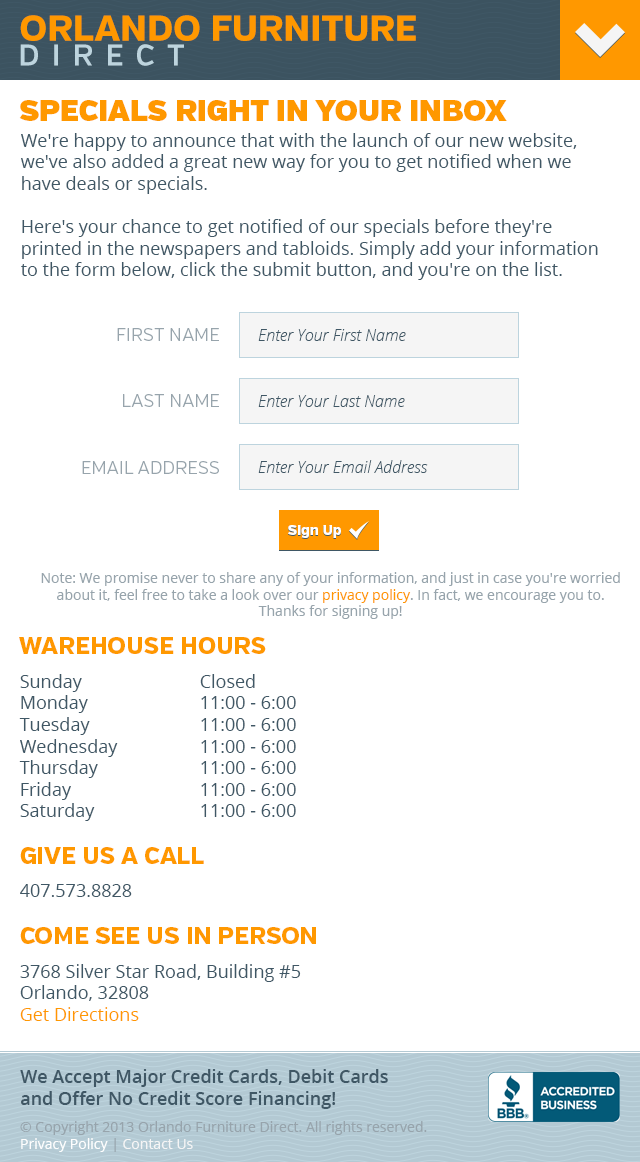 ORLANDO FURNITURE
DIRECT
SPECIALS RIGHT IN YOUR INBOX
We're happy to announce that with the launch of our new website,
we've also added a great new way for you to get notified when we
have deals or specials.
Here's your chance to get notified of our specials before they're
printed in the newspapers and tabloids. Simply add your information
to the form below, click the submit button, and you're on the list.
FIRST NAME Enter Your First Name
LAST NAME Enter Your Last Name
EMAIL ADDRESS Enter Your Email Address
Sign Up
Note: We promise never to share any of your information, and just in case you're worried
about it, feel free to take a look over our privacy policy. In fact, we encourage you to.
Thanks for signing up!
WAREHOUSE HOURS
Sunday Closed
Monday 11:00 - 6:00
Tuesday 11:00 - 6:00
Wednesday 11:00 - 6:00
Thursday 11:00 - 6:00
Friday 11:00 - 6:00
Saturday 11:00 - 6:00
GIVE US A CALL
407.573.8828
COME SEE US IN PERSON
3768 Silver Star Road, Building #5
Orlando, 32808
Get Directions
We Accept Major Credit Cards, Debit Cards
and Offer No Credit Score Financing!
© Copyright 2013 Orlando Furniture Direct. All rights reserved.
Privacy Policy | Contact Us
BBB.
ACCREDITED
BUSINESS